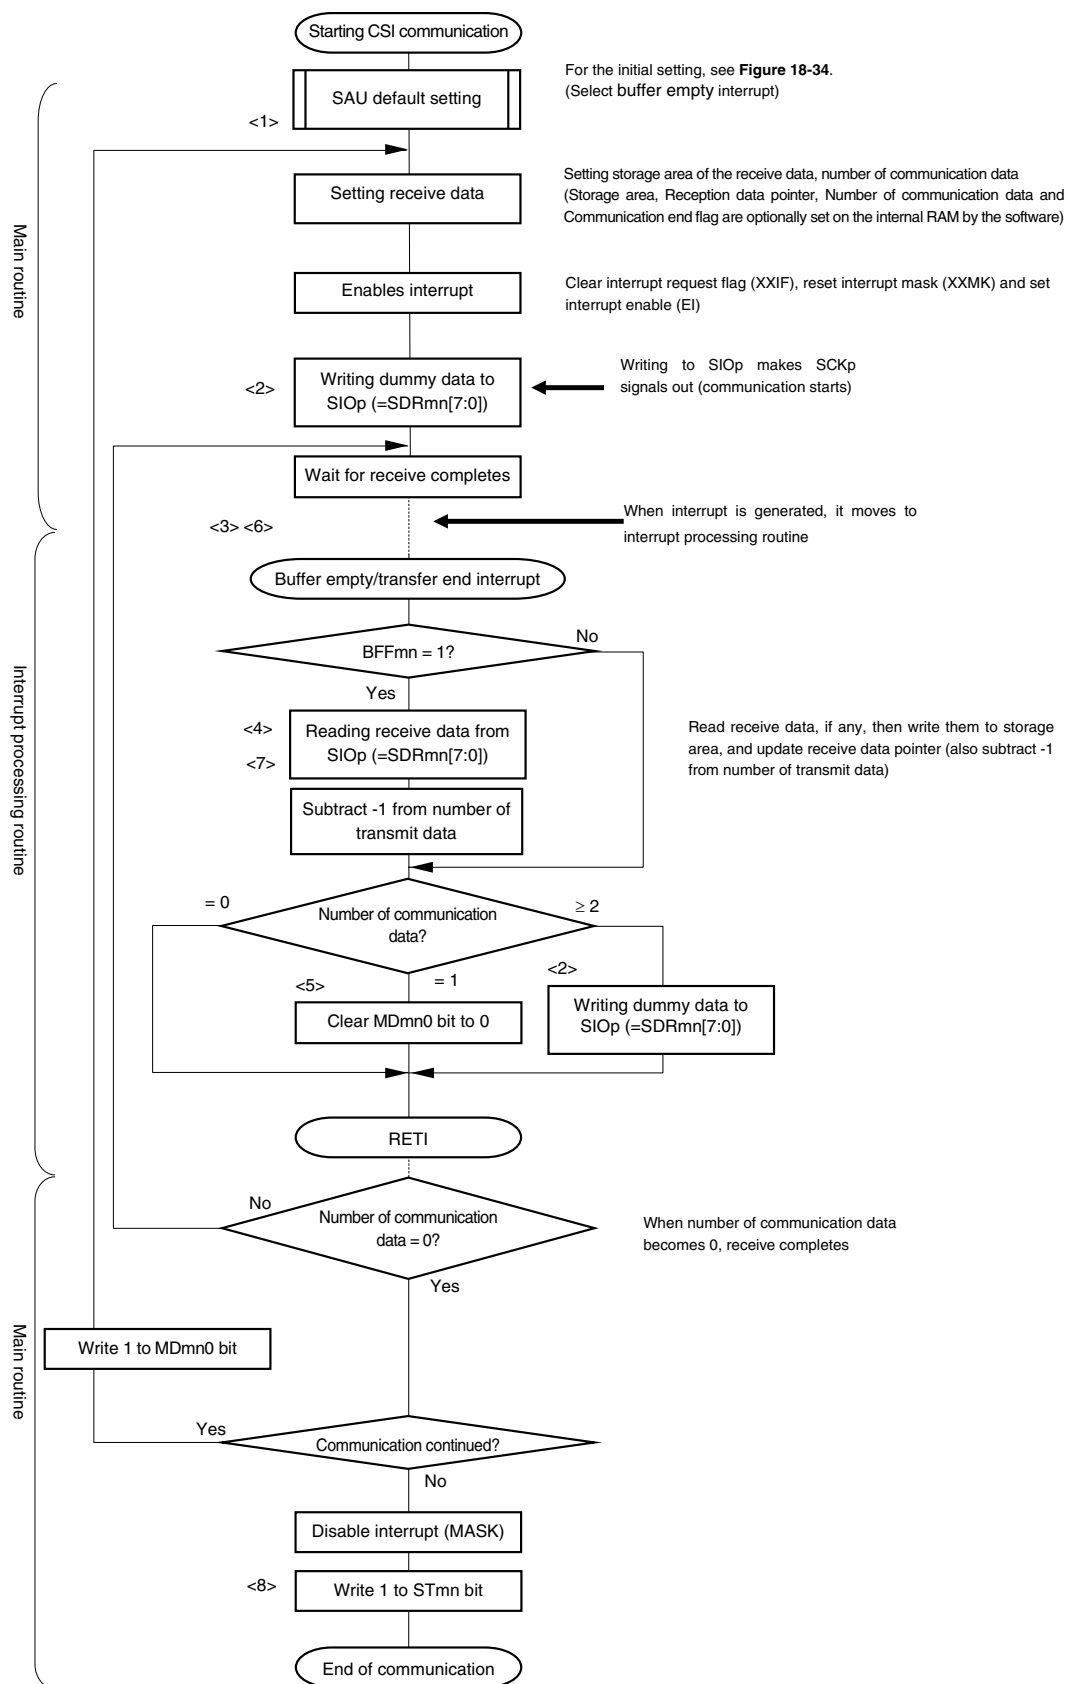 Starting CSI communication
For the initial setting, see Figure 18-34.
(Select buffer empty interrupt)
SAU default setting
<1>
Setting storage area of the receive data, number of communication data
(Storage area, Reception data pointer, Number of communication data and
Communication end flag are optionally set on the internal RAM by the software)
Setting receive data
Main routine
Enables interrupt
Clear interrupt request flag (XXIF), reset interrupt mask (XXMK) and set
interrupt enable (EI)
<2>
Writing dummy data to
SIOp (=SDRmn[7:0])
Writing to SIOp makes SCKp
signals out (communication starts)
Wait for receive completes
<3> <6>
When interrupt is generated, it moves to
interrupt processing routine
Buffer empty/transfer end interrupt
No
BFFmn = 1?
Yes
Interrupt processing routine
<4>
<7>
Reading receive data from
SIOp (=SDRmn[7:0])
Read receive data, if any, then write them to storage
area, and update receive data pointer (also subtract -1
from number of transmit data)
Subtract -1 from number of
transmit data
= 0
≥ 2
Number of communication
data?
= 1
<5>
<2>
Clear MDmn0 bit to 0
Writing dummy data to
SIOp (=SDRmn[7:0])
RETI
No
Number of communication
data = 0?
When number of communication data
becomes 0, receive completes
Yes
Main routine
Write 1 to MDmn0 bit
Yes
Communication continued?
No
Disable interrupt (MASK)
<8>
Write 1 to STmn bit
End of communication